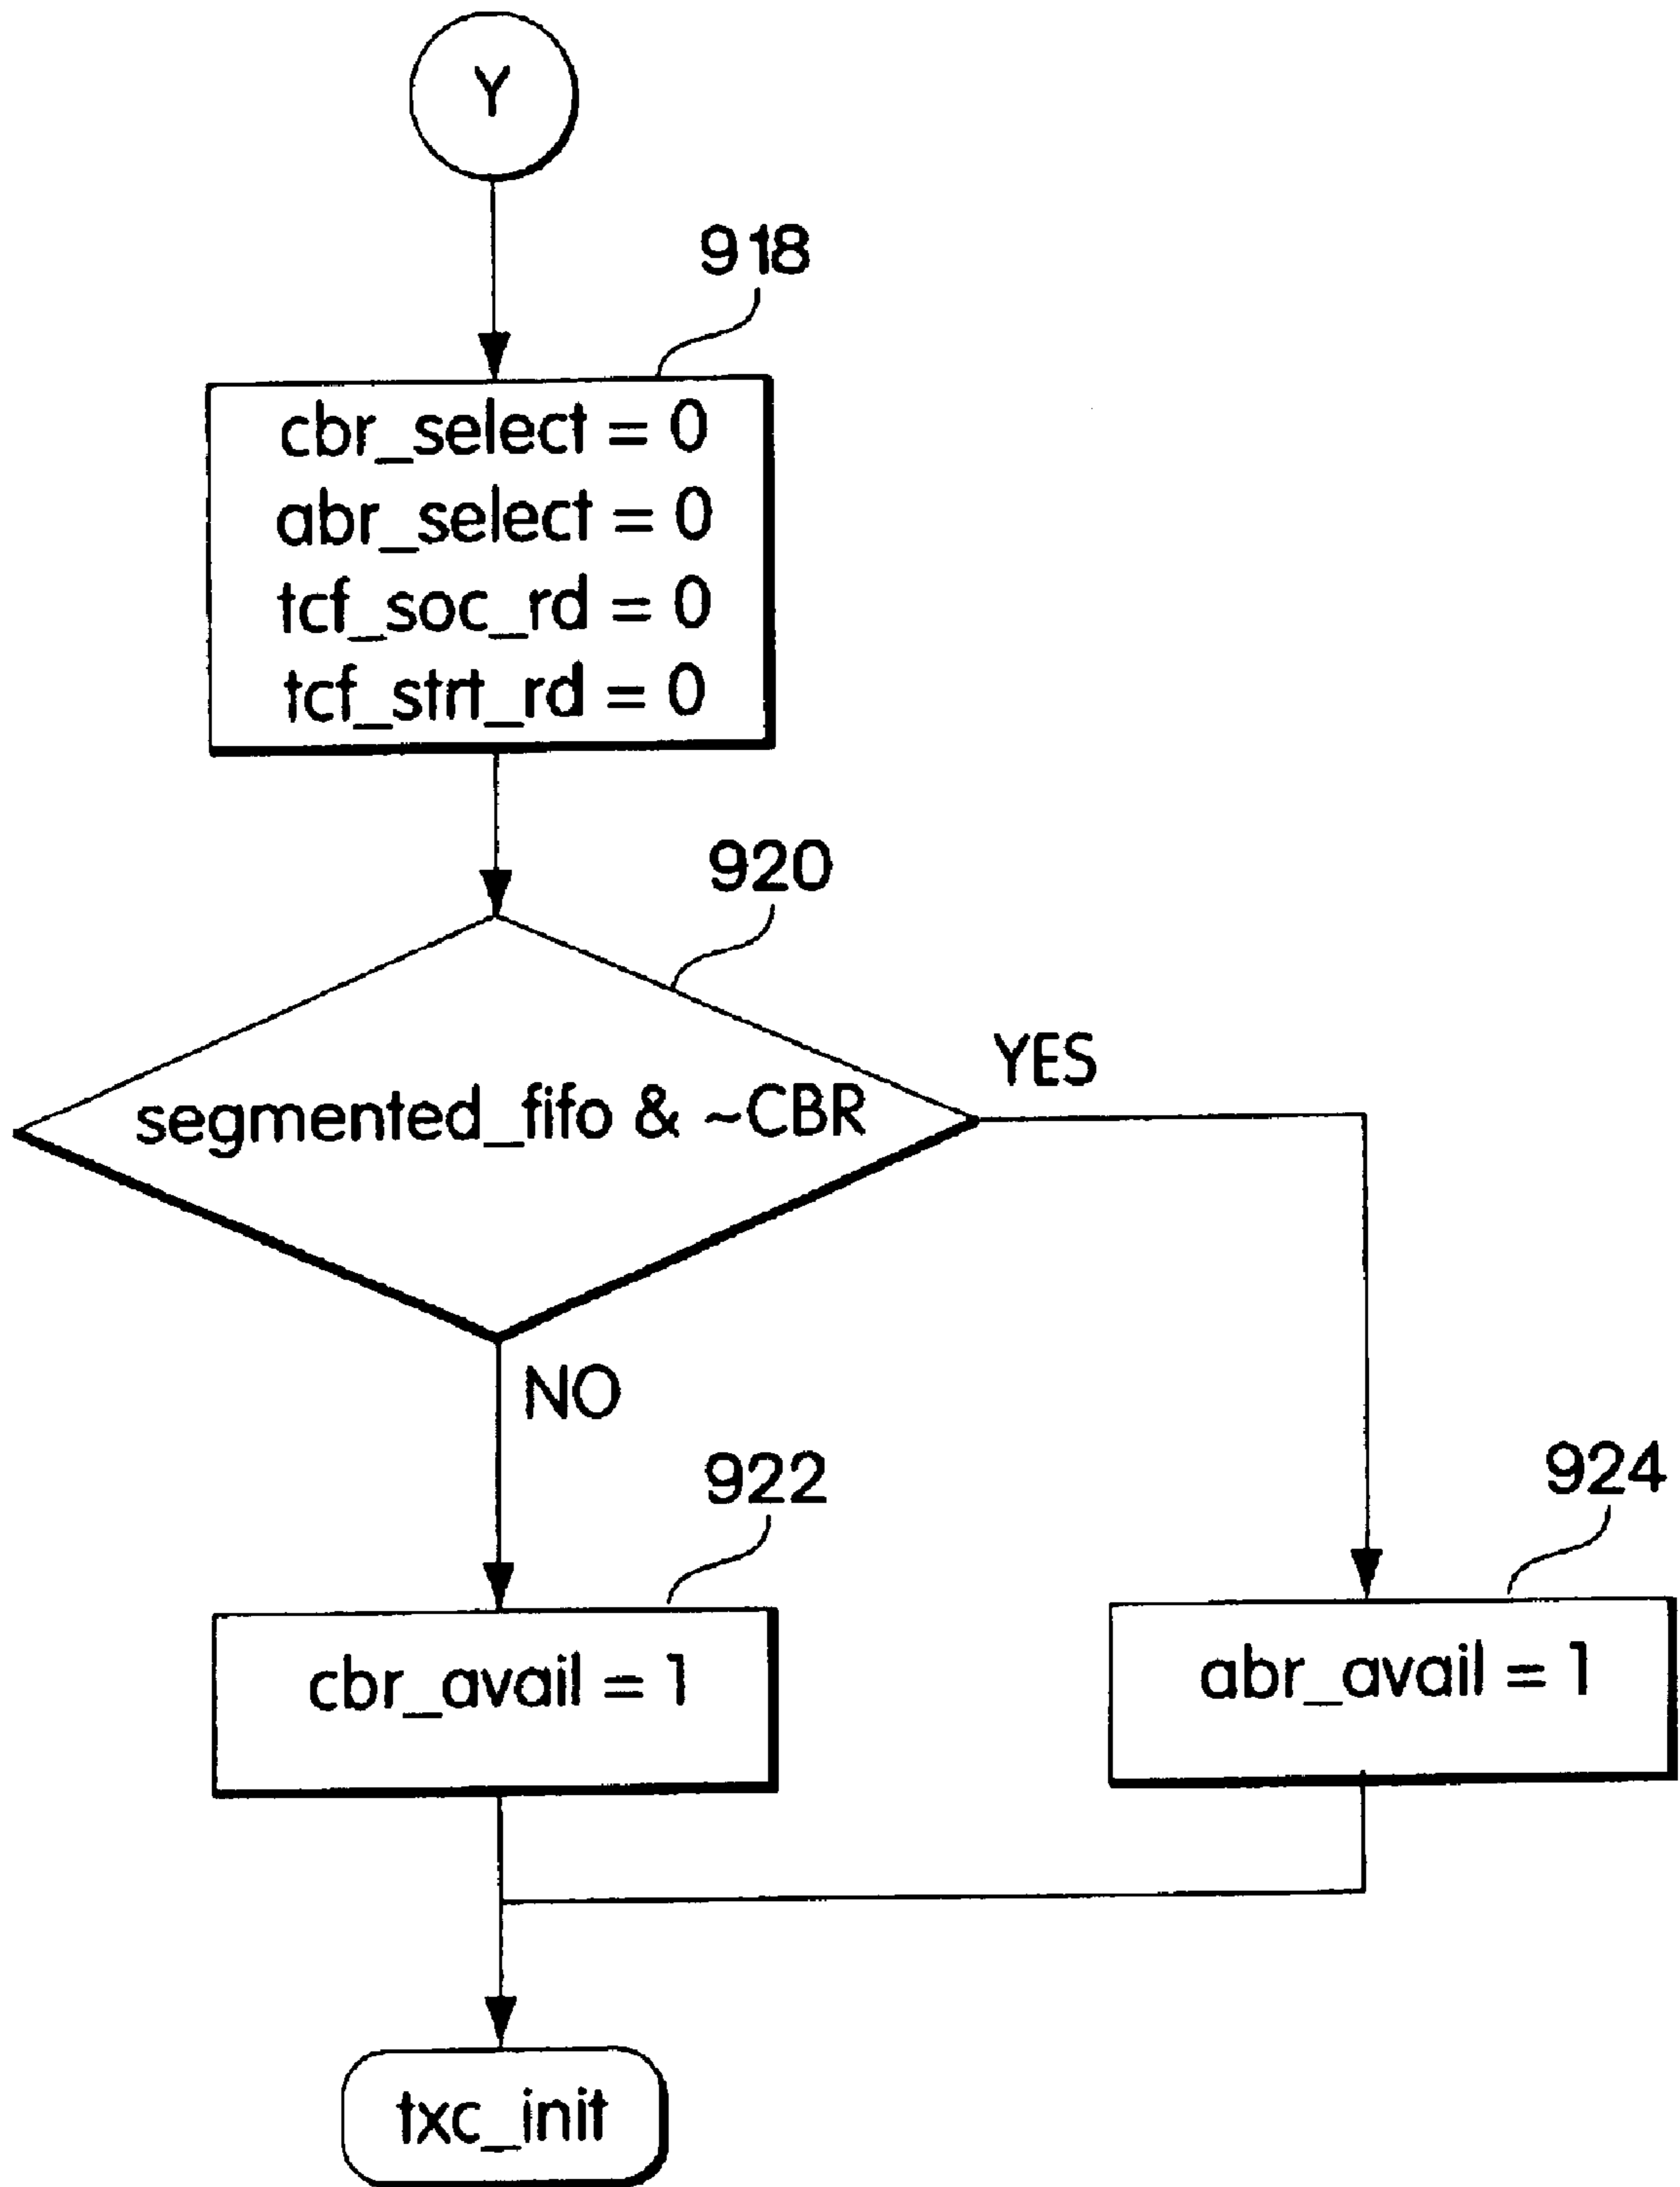 Y
918
cbr_select = 0
abr_select = 0
tcf_soc_rd = 0
tcf_strt_rd = 0
920
segmented_fifo & ~CBR
YES
NO
922
924
cbr_avail = 1
abr_avail = 1
txc_init